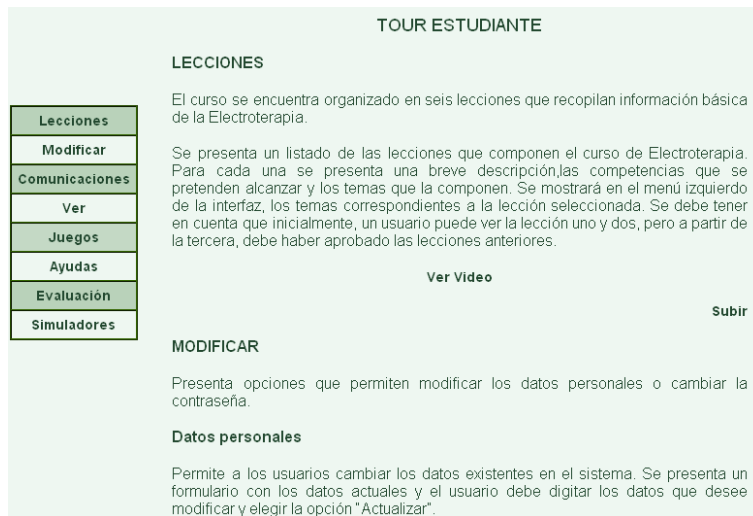 TOUR ESTUDIANTE
Lecciones
Modificar
Comunicaciones
Ver
Juegos
Ayudas
Evaluación
Simuladores
LECCIONES
El curso se encuentra organizado en seis lecciones que recopilan información básica
de la Electroterapia.
Se presenta un listado de las lecciones que componen el curso de Electroterapia.
Para cada una se presenta una breve descripción,las competencias que se
pretenden alcanzar y los temas que la componen. Se mostrará en el menú izquierdo
de la interfaz, los temas correspondientes a la lección seleccionada. Se debe tener
en cuenta que inicialmente, un usuario puede ver la lección uno y dos, pero a partir de
la tercera, debe haber aprobado las lecciones anteriores.
Ver Video
Subir
MODIFICAR
Presenta opciones que permiten modificar los datos personales o cambiar la
contraseña.
Datos personales
Permite a los usuarios cambiar los datos existentes en el sistema. Se presenta un
formulario con los datos actuales y el usuario debe digitar los datos que desee
modificar y elegir la opción "Actualizar".